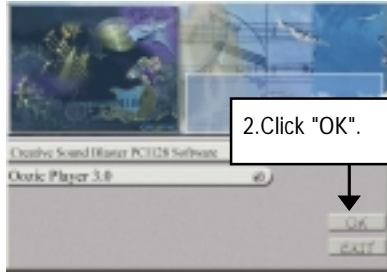 2.Click "OK".
Creative Sound Blaster PCI128 Software
Oozic Player 3.0
OK
EXIT